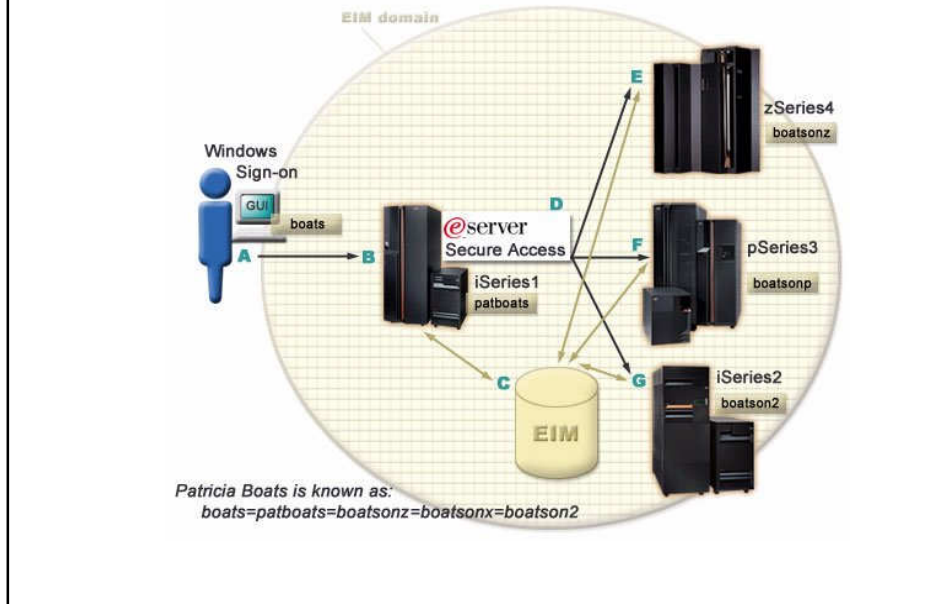 EIM domain
E
zSeries4
boatsonz
Windows
Sign-on
GUI
boats
D
eserver
Secure Access
A
B
F
pSeries3
boatsonp
iSeries1
patboats
C
G
iSeries2
boatson2
EIM
Patricia Boats is known as:
boats=patboats=boatsonz=boatsonx=boatson2